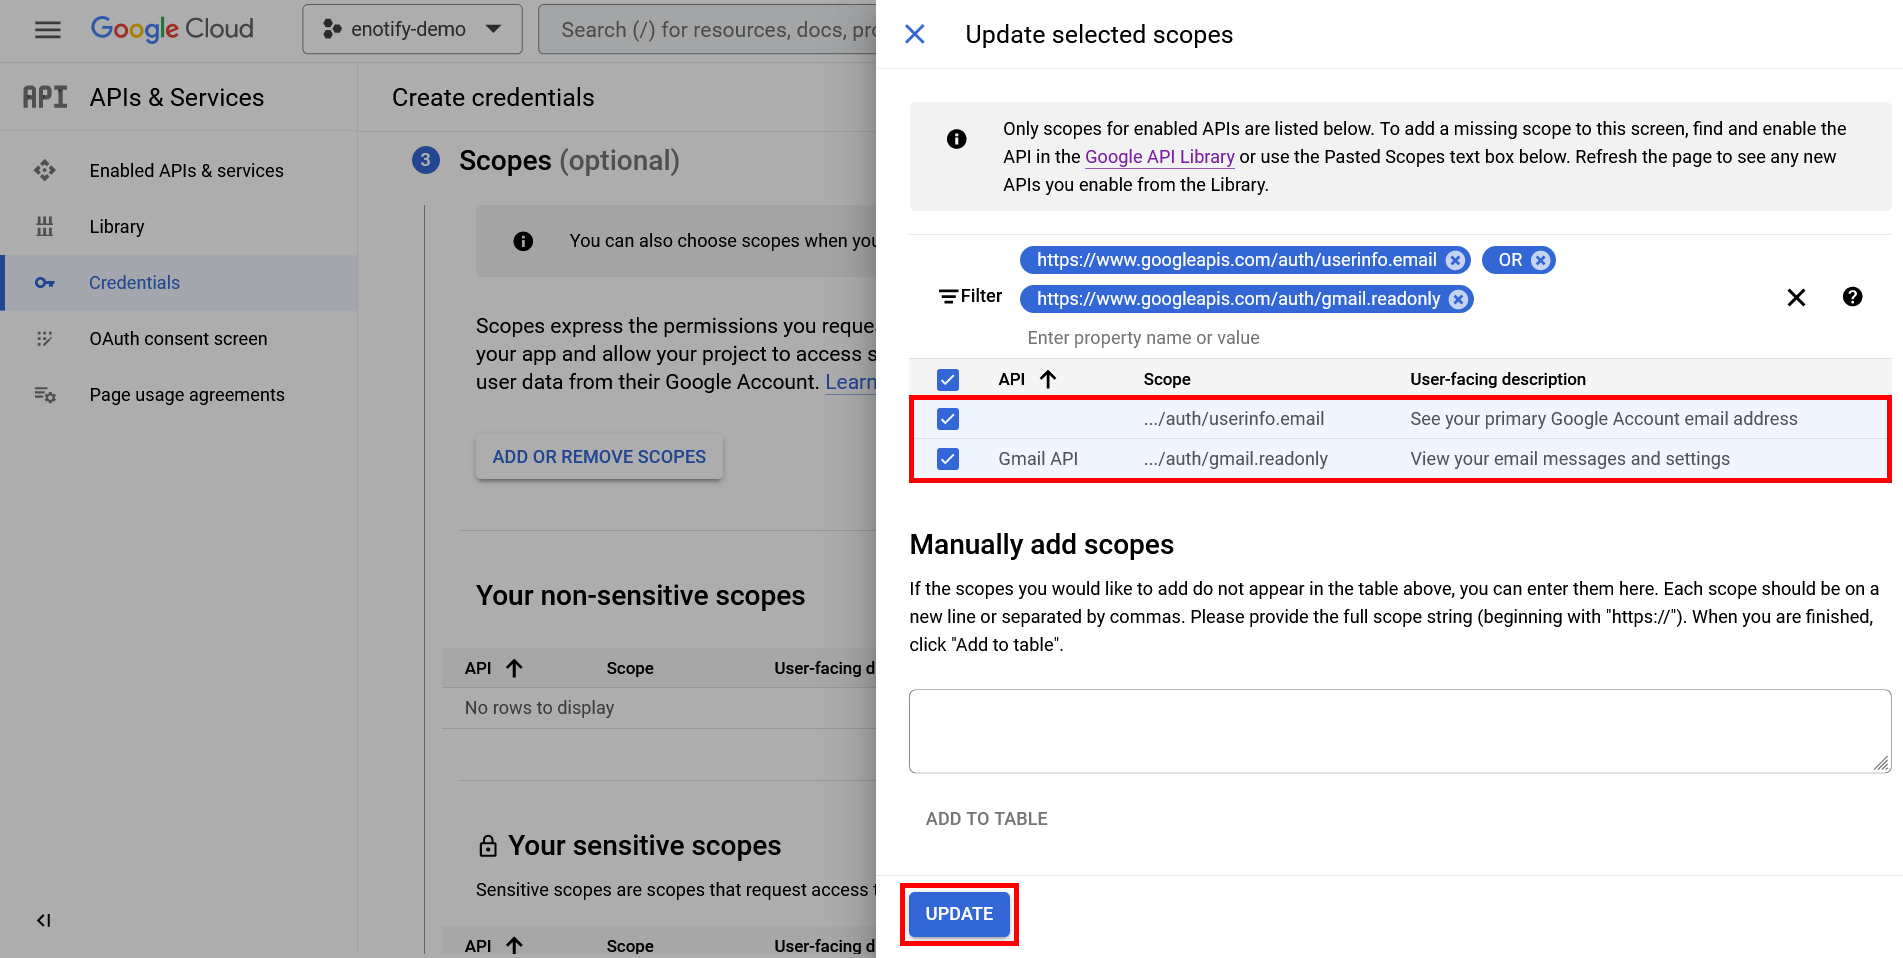 Google Cloud
enotify-demo
Search (/) for resources, docs, pro
API APIs & Services
Enabled APIs & services
Library
Credentials
OAuth consent screen
Page usage agreements
Create credentials
3 Scopes (optional)
You can also choose scopes when you
Scopes express the permissions you reque
your app and allow your project to access s
user data from their Google Account. Learn
ADD OR REMOVE SCOPES
Your non-sensitive scopes
API Scope User-facing d
No rows to display
Your sensitive scopes
Sensitive scopes are scopes that request access t
API Scope User-facing d
Update selected scopes
Only scopes for enabled APIs are listed below. To add a missing scope to this screen, find and enable the
API in the Google API Library or use the Pasted Scopes text box below. Refresh the page to see any new
APIs you enable from the Library.
https://www.googleapis.com/auth/userinfo.email OR
Filter https://www.googleapis.com/auth/gmail.readonly
Enter property name or value
API Scope User-facing description
.../auth/userinfo.email See your primary Google Account email address
Gmail API .../auth/gmail.readonly View your email messages and settings
Manually add scopes
If the scopes you would like to add do not appear in the table above, you can enter them here. Each scope should be on a
new line or separated by commas. Please provide the full scope string (beginning with "https://"). When you are finished,
click "Add to table".
ADD TO TABLE
UPDATE